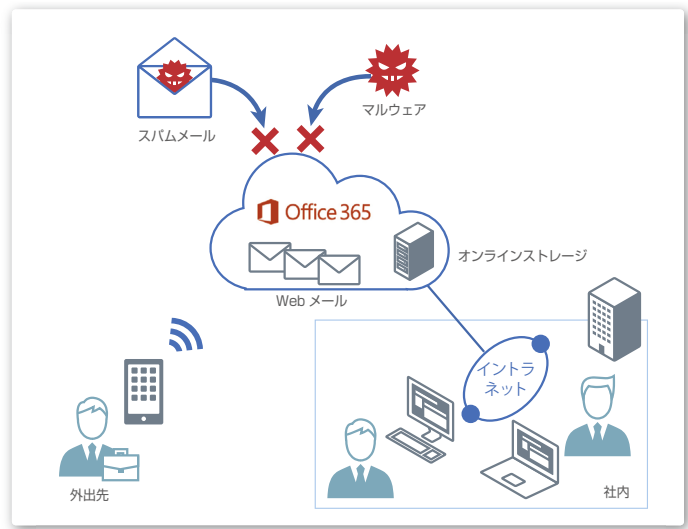 スパムメール
マルウェア
Office 365
オンラインストレージ
Web メール
イントラ
ネット
外出先
社内